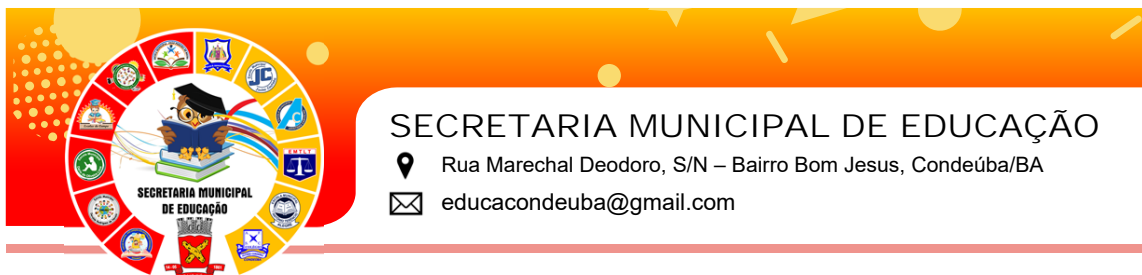 SECRETARIA MUNICIPAL DE EDUCAÇÃO
Rua Marechal Deodoro, S/N – Bairro Bom Jesus, Condeúba/BA
educacondeuba@gmail.com
JC
EMTLT
SECRETARIA MUNICIPAL
DE EDUCAÇÃO